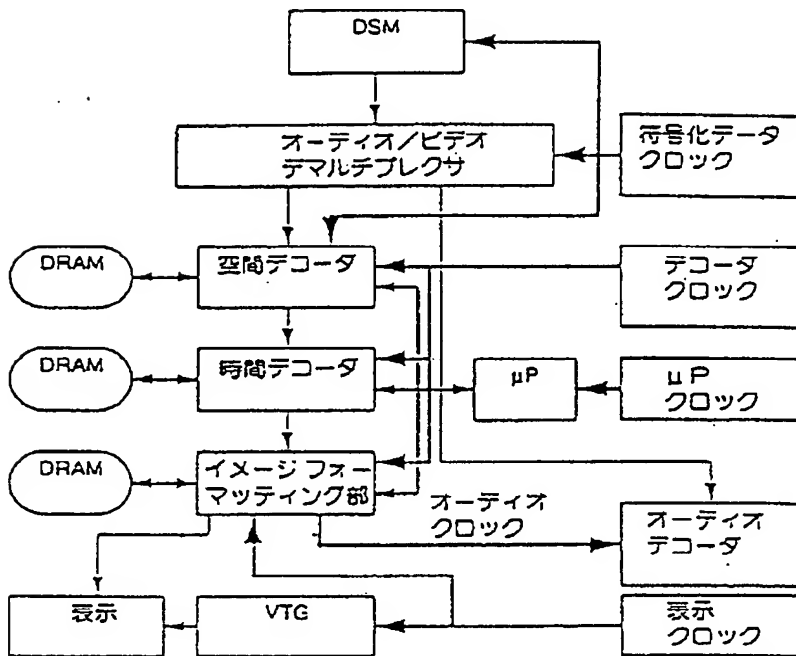 DSM
オーディオ／ビデオ
デマルチプレクサ
符号化データ
クロック
DRAM
空間デコーダ
デコーダ
クロック
DRAM
時間デコーダ
μP
μP
クロック
DRAM
イメージ フォー
マッティング部
オーディオ
クロック
オーディオ
デコーダ
表示
VTG
表示
クロック